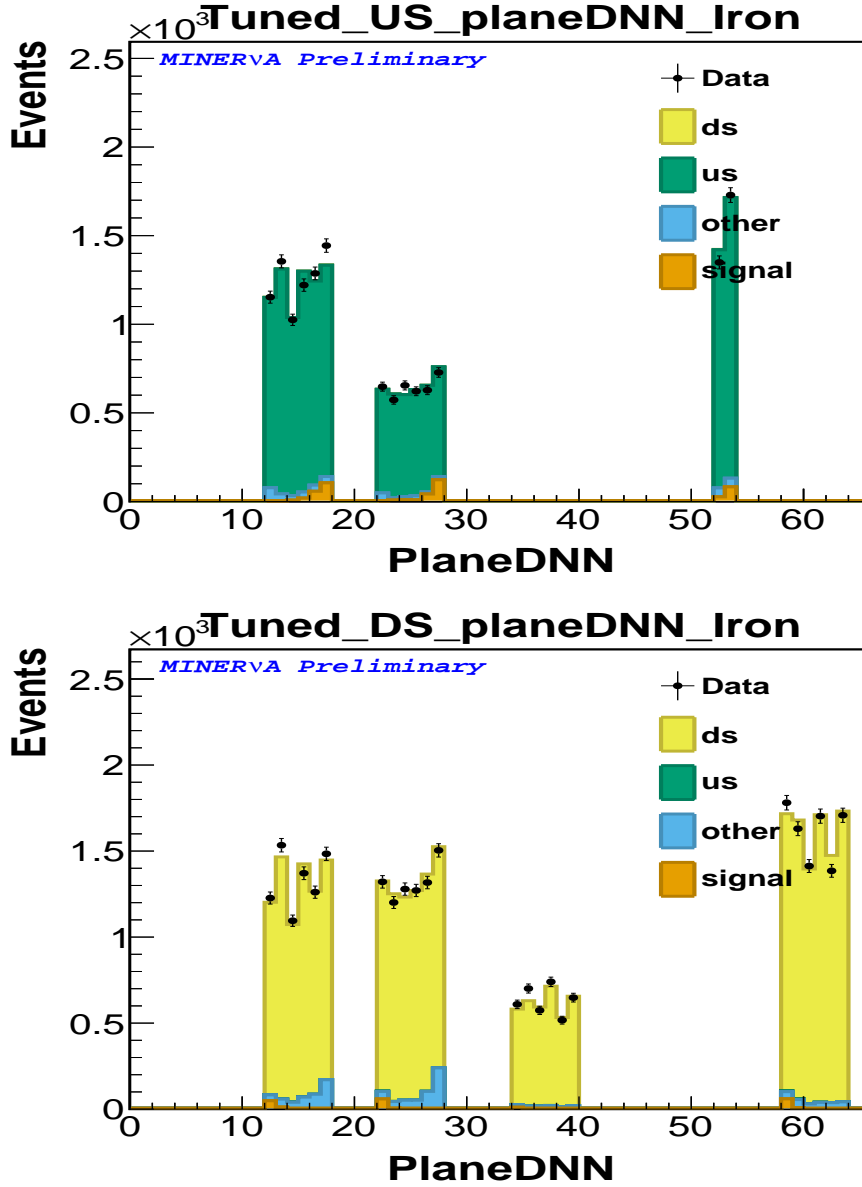 Tuned_US_planeDNN_Iron
×10³
MINERνA Preliminary
Events
2.5
2
1.5
1
0.5
0
Data
ds
us
other
signal
0 10 20 30 40 50 60
PlaneDNN
Tuned_DS_planeDNN_Iron
×10³
MINERνA Preliminary
Events
2.5
2
1.5
1
0.5
0
Data
ds
us
other
signal
0 10 20 30 40 50 60
PlaneDNN